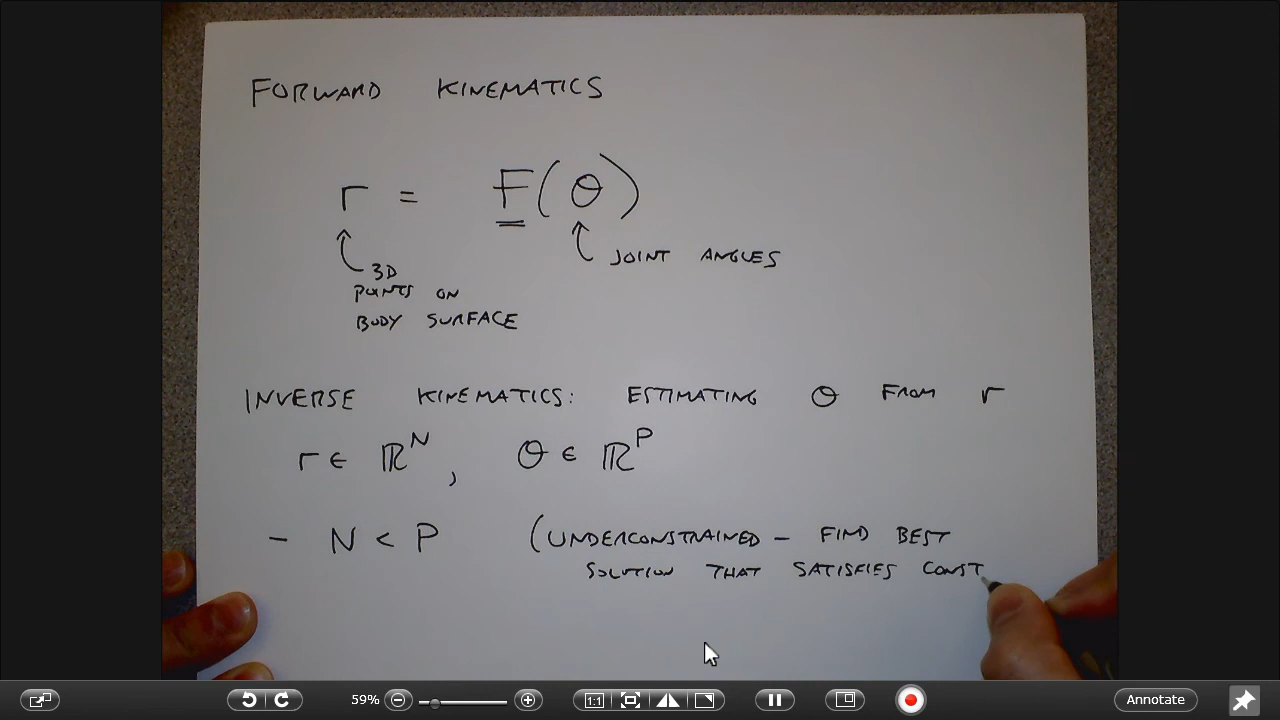 FORWARD KINEMATICS
r = F(θ)
JOINT ANGLES
3D
POINTS ON
BODY SURFACE
INVERSE KINEMATICS: ESTIMATING θ FROM r
r ∈ ℝ^N, θ ∈ ℝ^P
- N < P (UNDERCONSTRAINED - FIND BEST
SOLUTION THAT SATISFIES CONST
59%
1:1
Annotate